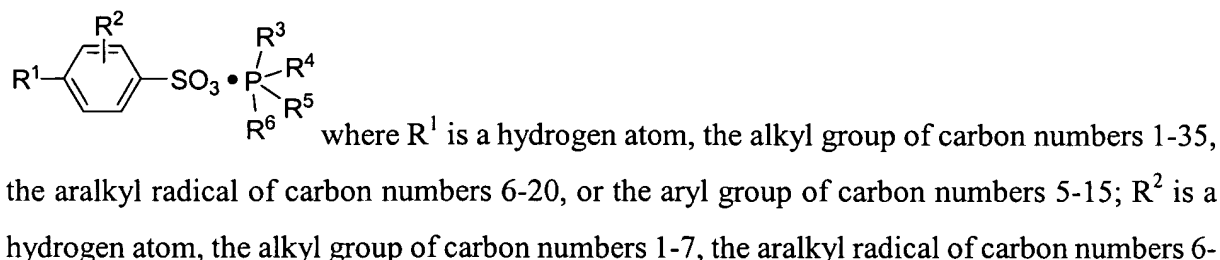 R²
R³
R¹ SO₃ • P R⁴
R⁵
R⁶ where R¹ is a hydrogen atom, the alkyl group of carbon numbers 1-35,
the aralkyl radical of carbon numbers 6-20, or the aryl group of carbon numbers 5-15; R² is a
hydrogen atom, the alkyl group of carbon numbers 1-7, the aralkyl radical of carbon numbers 6-